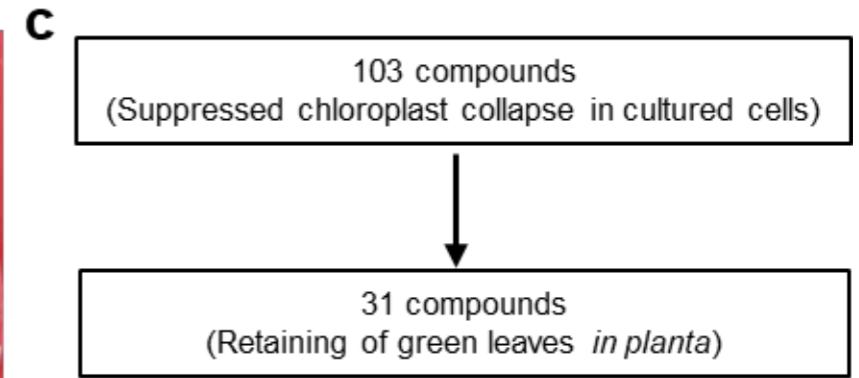 C
103 compounds
(Suppressed chloroplast collapse in cultured cells)
31 compounds
(Retaining of green leaves in planta)